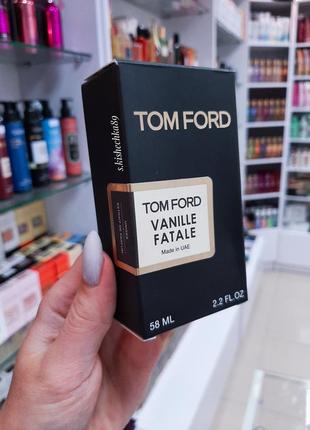 TOM FORD
s.kishechka89
TOM FORD
VANILLE
FATALE
Made in UAE
58 ML
2.2 FL.OZ